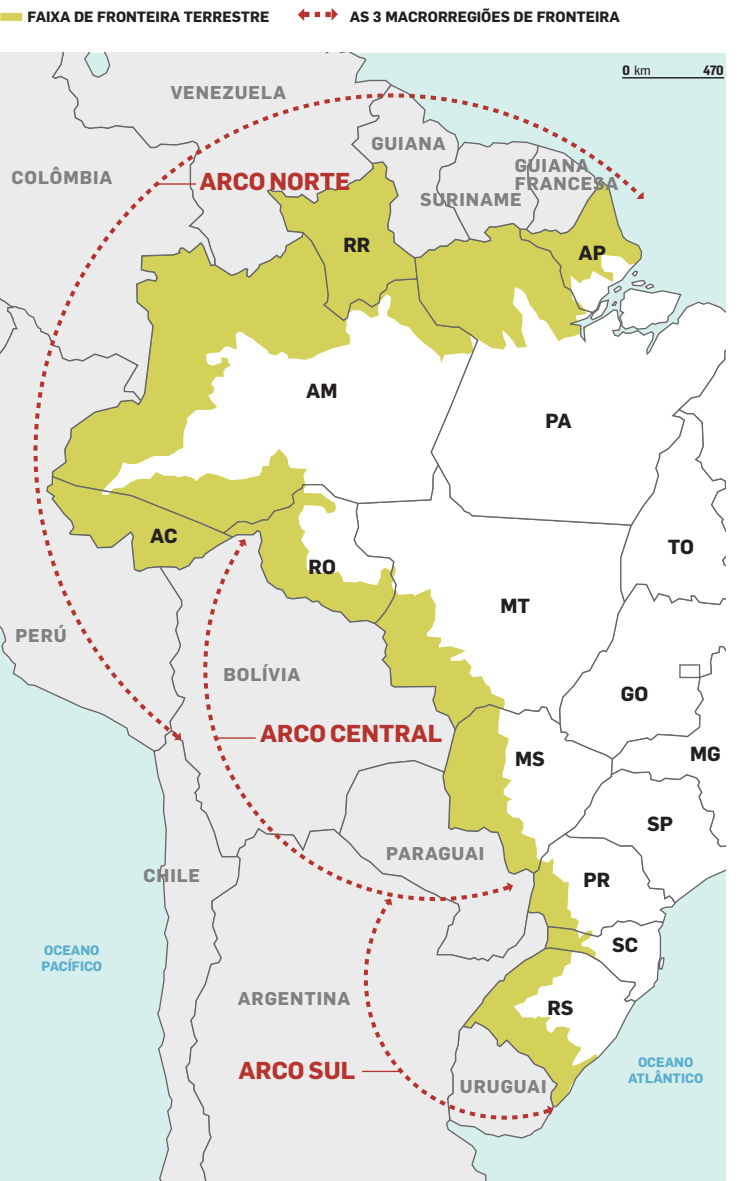 FAIXA DE FRONTEIRA TERRESTRE
AS 3 MACRORREGIÕES DE FRONTEIRA
0 km 470
VENEZUELA
GUIANA
COLÔMBIA
ARCO NORTE
GUIANA
FRANCESA
SURINAME
RR
AP
AM
PA
AC
RO
TO
MT
PERÚ
BOLÍVIA
GO
ARCO CENTRAL
MS
MG
SP
PARAGUAI
CHILE
PR
OCEANO
PACÍFICO
SC
ARGENTINA
RS
ARCO SUL
OCEANO
ATLÂNTICO
URUGUAI